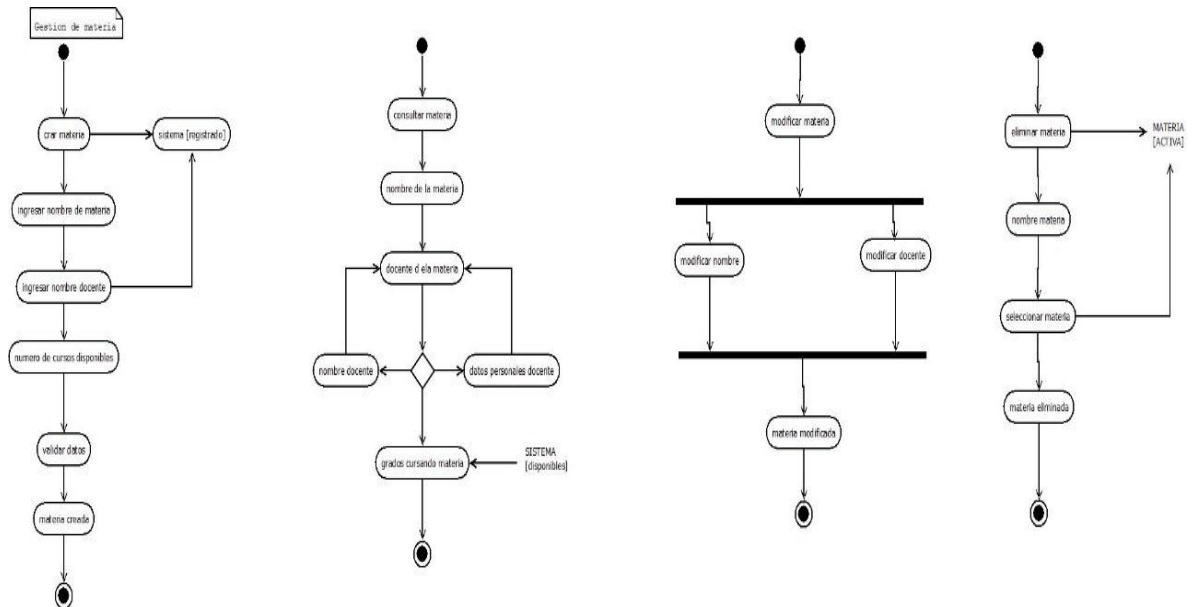 Gestion de materia
crar materia
sistema [registrado]
ingresar nombre de materia
ingresar nombre docente
numero de cursos disponibles
validar datos
materia creada
consultar materia
nombre de la materia
docente d ela materia
nombre docente
datos personales docente
grados cursando materia
SISTEMA
[disponibles]
modificar materia
modificar nombre
modificar docente
materia modificada
eliminar materia
MATERIA
[ACTIVA]
nombre materia
seleccionar materia
materia eliminada